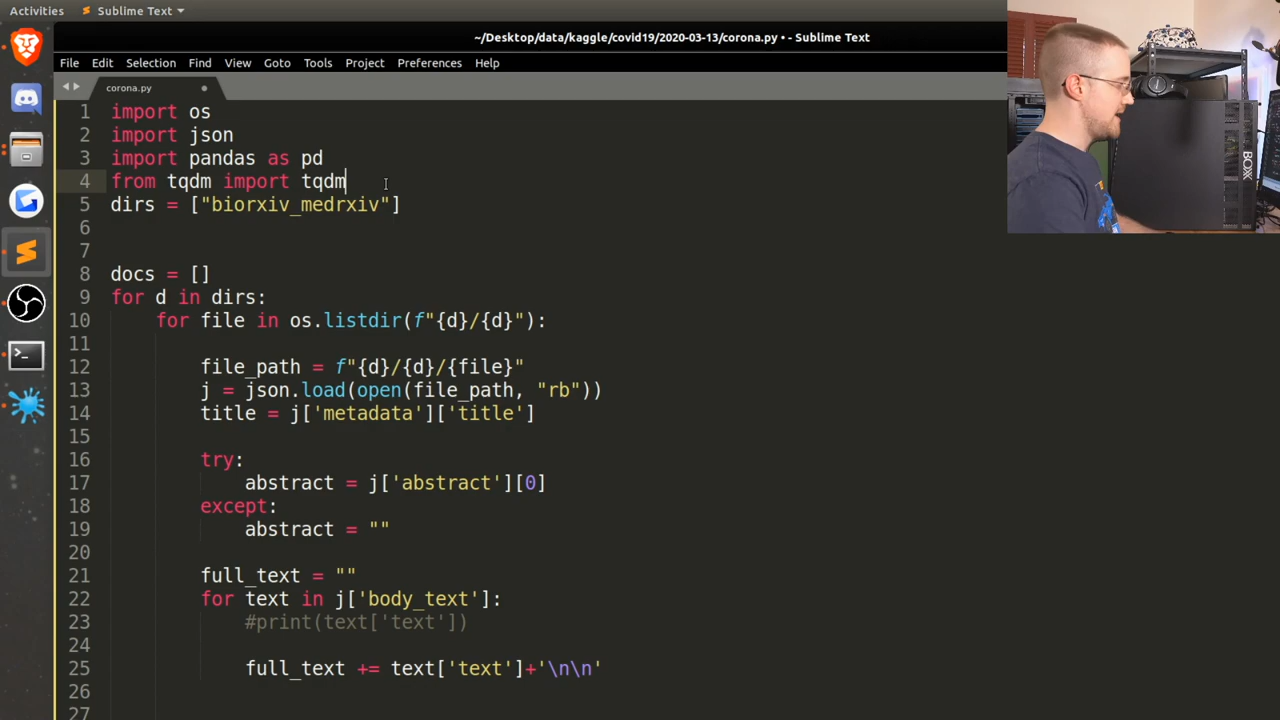 Activities
Sublime Text
~/Desktop/data/kaggle/covid19/2020-03-13/corona.py • - Sublime Text
File Edit Selection Find View Goto Tools Project Preferences Help
corona.py
1 import os
2 import json
3 import pandas as pd
4 from tqdm import tqdm
5 dirs = ["biorxiv_medrxiv"]
6
7
8 docs = []
9 for d in dirs:
10 for file in os.listdir(f"{d}/{d}"):
11
12 file_path = f"{d}/{d}/{file}"
13 j = json.load(open(file_path, "rb"))
14 title = j['metadata']['title']
15
16 try:
17 abstract = j['abstract'][0]
18 except:
19 abstract = ""
20
21 full_text = ""
22 for text in j['body_text']:
23 #print(text['text'])
24
25 full_text += text['text']+'\n\n'
26
27
BOXX